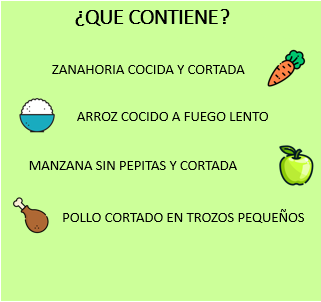 ¿QUE CONTIENE?
ZANAHORIA COCIDA Y CORTADA
ARROZ COCIDO A FUEGO LENTO
MANZANA SIN PEPITAS Y CORTADA
POLLO CORTADO EN TROZOS PEQUEÑOS